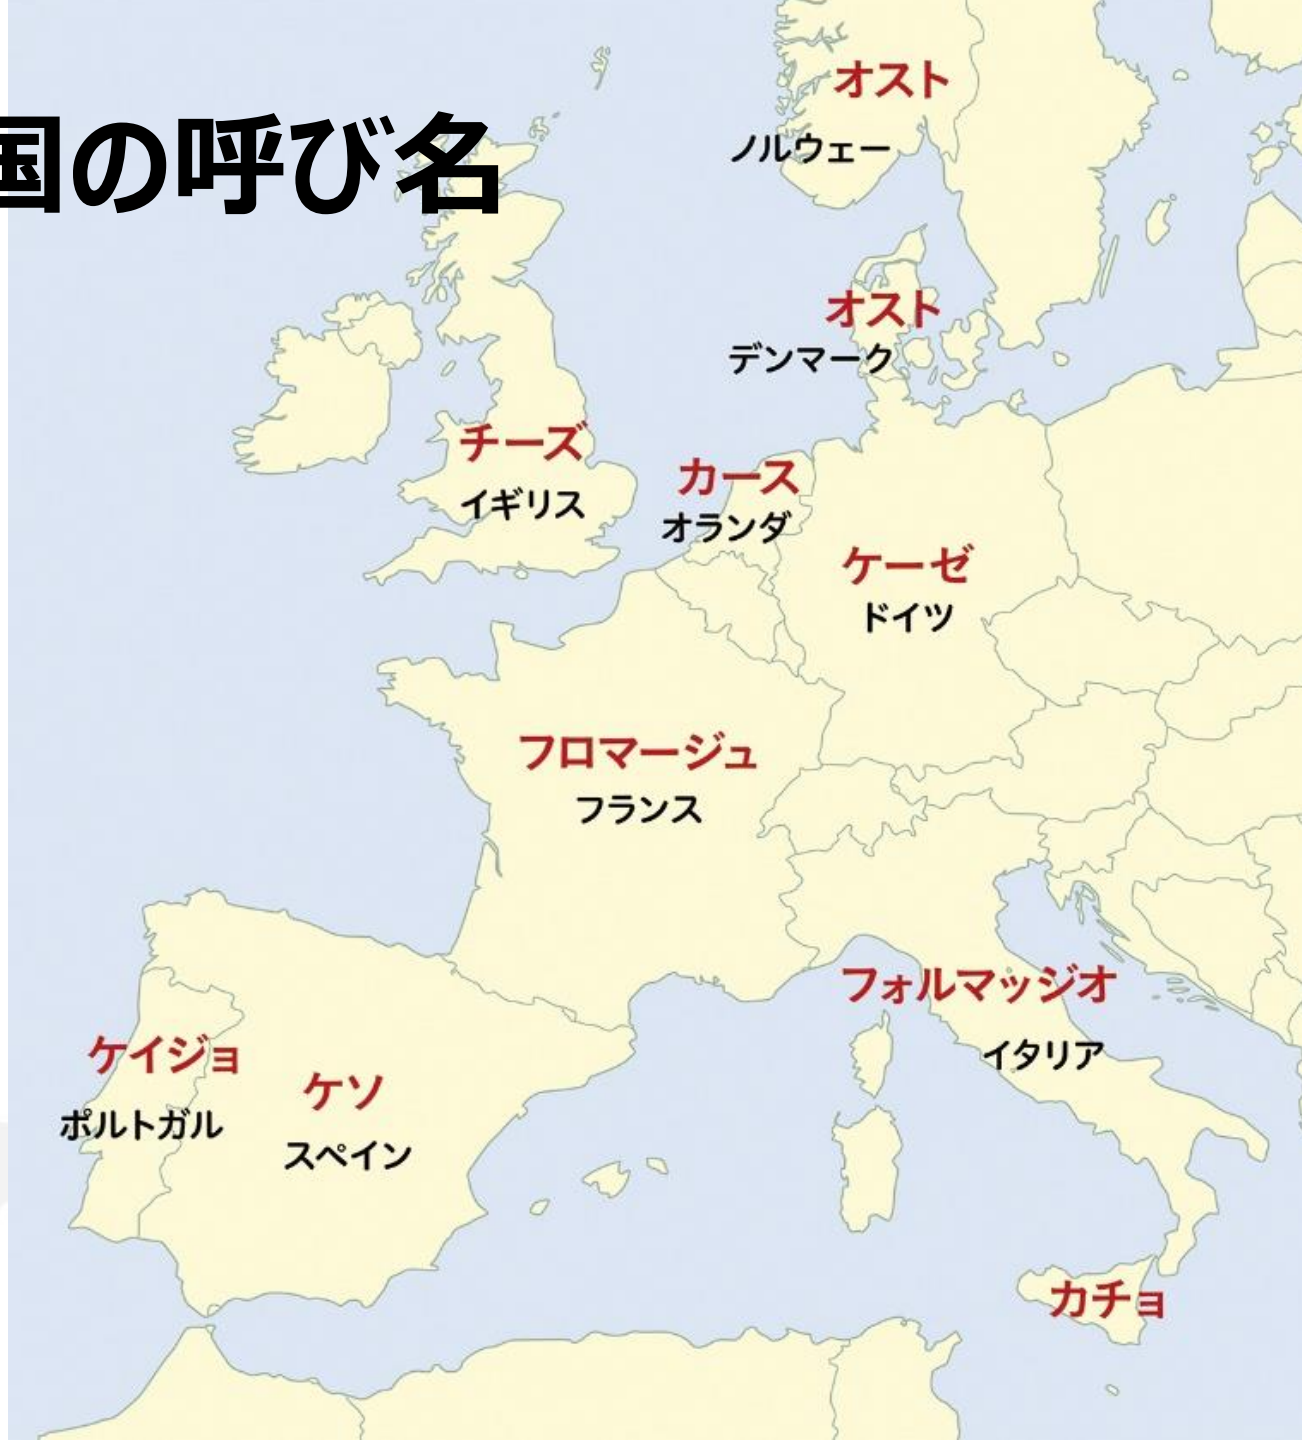 国の呼び名
オスト
ノルウェー
オスト
デンマーク
チーズ
イギリス
カース
オランダ
ケーゼ
ドイツ
フロマージュ
フランス
フォルマッジオ
イタリア
ケイジョ
ポルトガル
ケソ
スペイン
カチョ